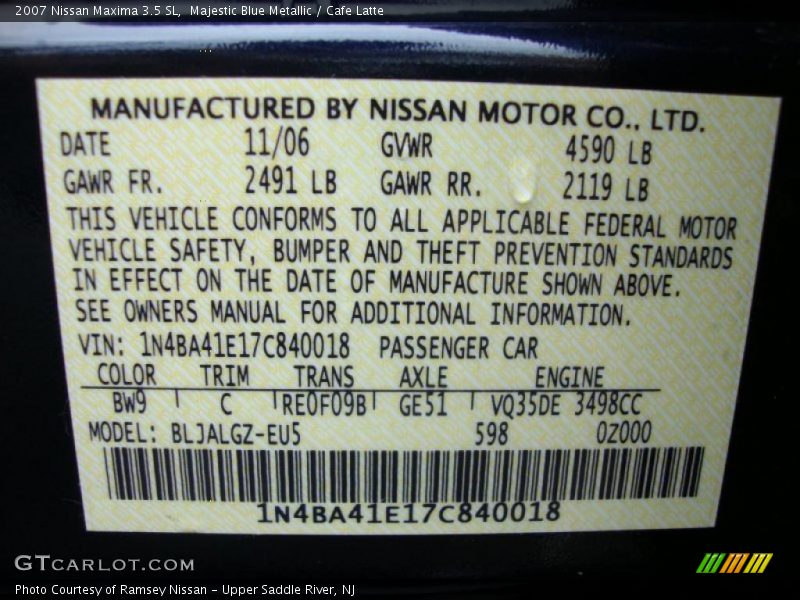 2007 Nissan Maxima 3.5 SL,  Majestic Blue Metallic / Cafe Latte
MANUFACTURED BY NISSAN MOTOR CO., LTD.
DATE 11/06 GVWR 4590 LB
GAWR FR. 2491 LB GAWR RR. 2119 LB
THIS VEHICLE CONFORMS TO ALL APPLICABLE FEDERAL MOTOR
VEHICLE SAFETY, BUMPER AND THEFT PREVENTION STANDARDS
IN EFFECT ON THE DATE OF MANUFACTURE SHOWN ABOVE.
SEE OWNERS MANUAL FOR ADDITIONAL INFORMATION.
VIN: 1N4BA41E17C840018 PASSENGER CAR
COLOR TRIM TRANS AXLE ENGINE
BW9 C RE0F09B GE51 VQ35DE 3498CC
MODEL: BLJALGZ-EU5 598 0Z000
1N4BA41E17C840018
GTCARLOT.COM
Photo Courtesy of Ramsey Nissan – Upper Saddle River, NJ